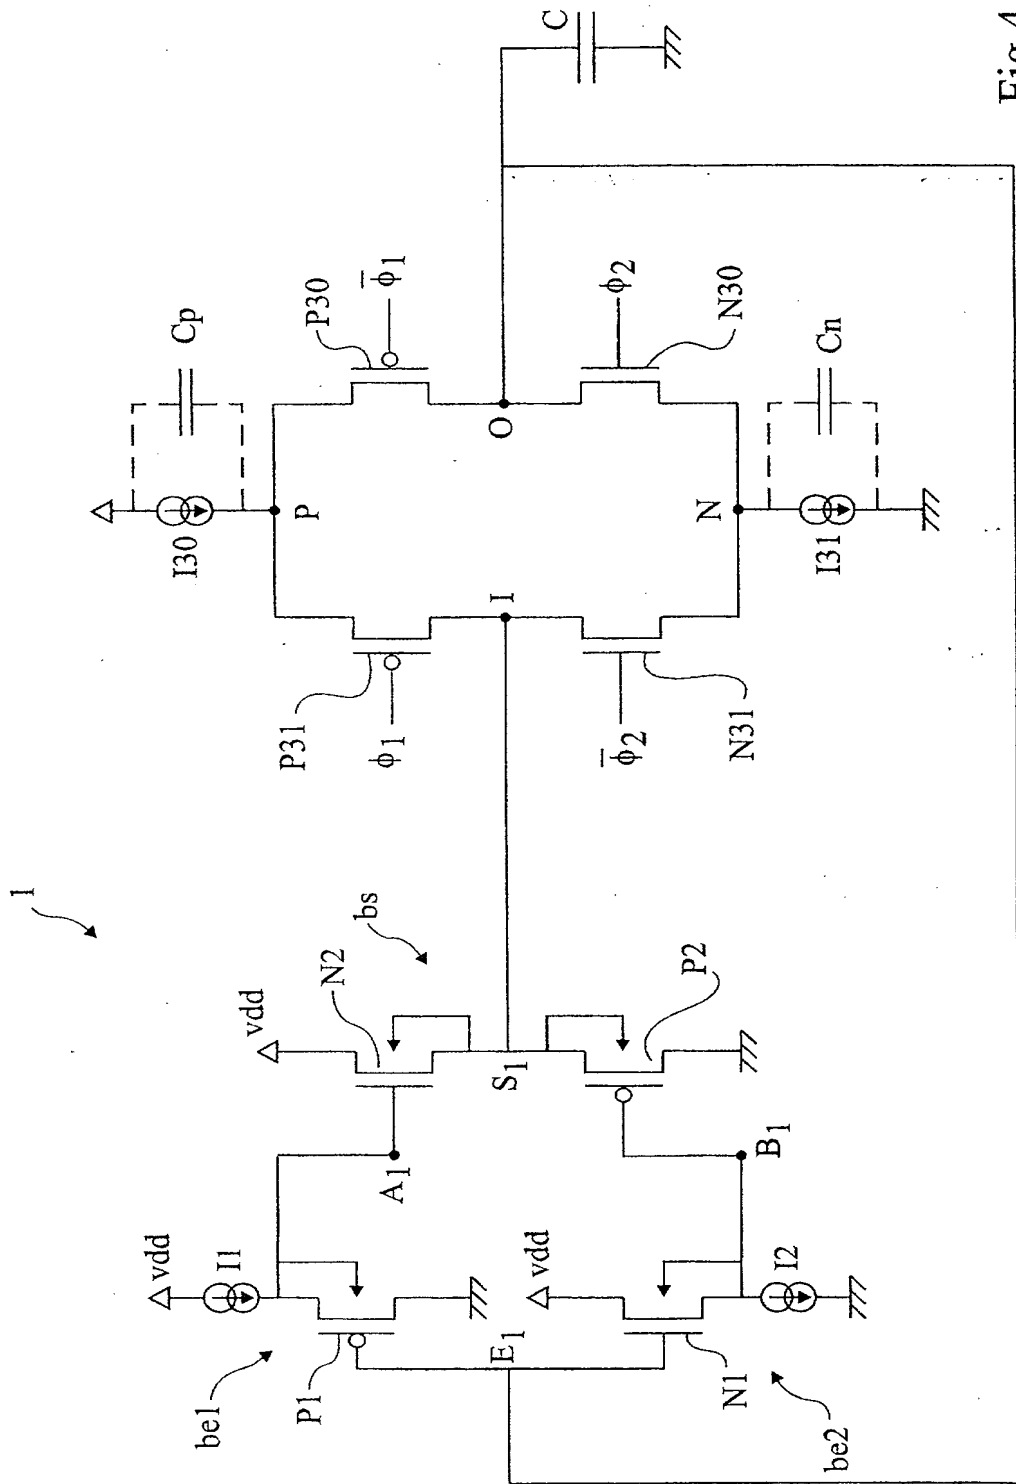 1
be1
P1
vdd
I1
E1
vdd
N1
I2
be2
A1
B1
vdd
N2
bs
S1
P2
P31
ϕ1
I
ϕ̅2
N31
I30
Cp
P
N
I31
Cn
P30
ϕ̅1
O
ϕ2
N30
C
Fig 4